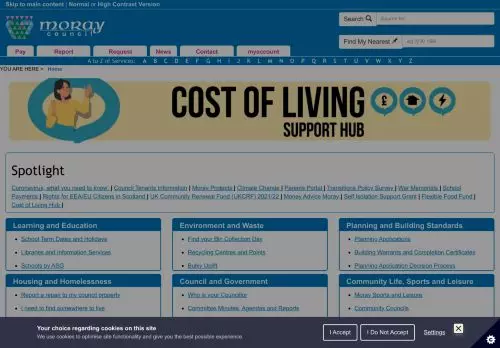 Skip to main content | Normal or High Contrast Version
moray
council
Search
Search for
Find My Nearest
Pay
Report
Request
News
Contact
myaccount
A to Z of Services: A B C D E F G H I J K L M N O P Q R S T U V W X Y Z
YOU ARE HERE > Home
COST OF LIVING
SUPPORT HUB
Spotlight
Coronavirus, what you need to know. | Council Tenants Information | Moray Protects | Climate Change | Parents Portal | Transitions Policy Survey | War Memorials | School
Payments | Rights for EEA/EU Citizens in Scotland | UK Community Renewal Fund (UKCRF) 2021/22 | Money Advice Moray | Self Isolation Support Grant | Flexible Food Fund |
Cost of Living Hub |
Learning and Education
School Term Dates and Holidays
Libraries and Information Services
Schools by ASG
Environment and Waste
Find your Bin Collection Day
Recycling Centres and Points
Bulky Uplift
Planning and Building Standards
Planning Applications
Building Warrants and Completion Certificates
Planning Application Decision Process
Housing and Homelessness
Report a repair to my council property
I need to find somewhere to live
Council and Government
Who is your Councillor
Committee Minutes, Agendas and Reports
Community Life, Sports and Leisure
Moray Sports and Leisure
Community Councils
Your choice regarding cookies on this site
We use cookies to optimise site functionality and give you the best possible experience.
I Accept
I Do Not Accept
Settings